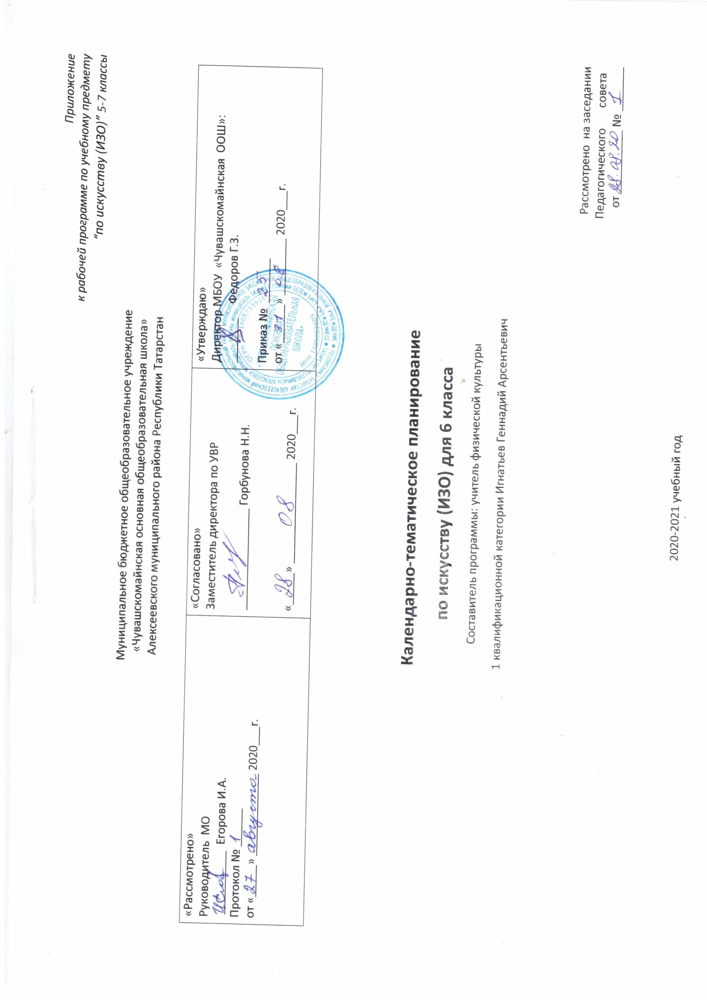 Приложение
к рабочей программе по учебному предмету
“по искусству (ИЗО)” 5-7 классы
Муниципальное бюджетное общеобразовательное учреждение
«Чувашскомайнская основная общеобразовательная школа»
Алексеевского муниципального района Республики Татарстан
«Рассмотрено»
Руководитель МО
Егорова И.А.
Протокол № 1
от « 27 » августа 2020 г.
«Согласовано»
Заместитель директора по УВР
Горбунова Н.Н.
« 28 » 08 2020 г.
«Утверждаю»
Директор МБОУ «Чувашскомайнская ООШ»:
Федоров Г.З.
Приказ №
от « 31 » 08 2020 г.
ОСНОВНАЯ
ОБЩЕОБРАЗОВАТЕЛЬНАЯ
ШКОЛА»
Календарно-тематическое планирование
по искусству (ИЗО) для 6 класса
Составитель программы: учитель физической культуры
1 квалификационной категории Игнатьев Геннадий Арсентьевич
Рассмотрено на заседании
Педагогического совета
от 28.08.20 № 1
2020-2021 учебный год